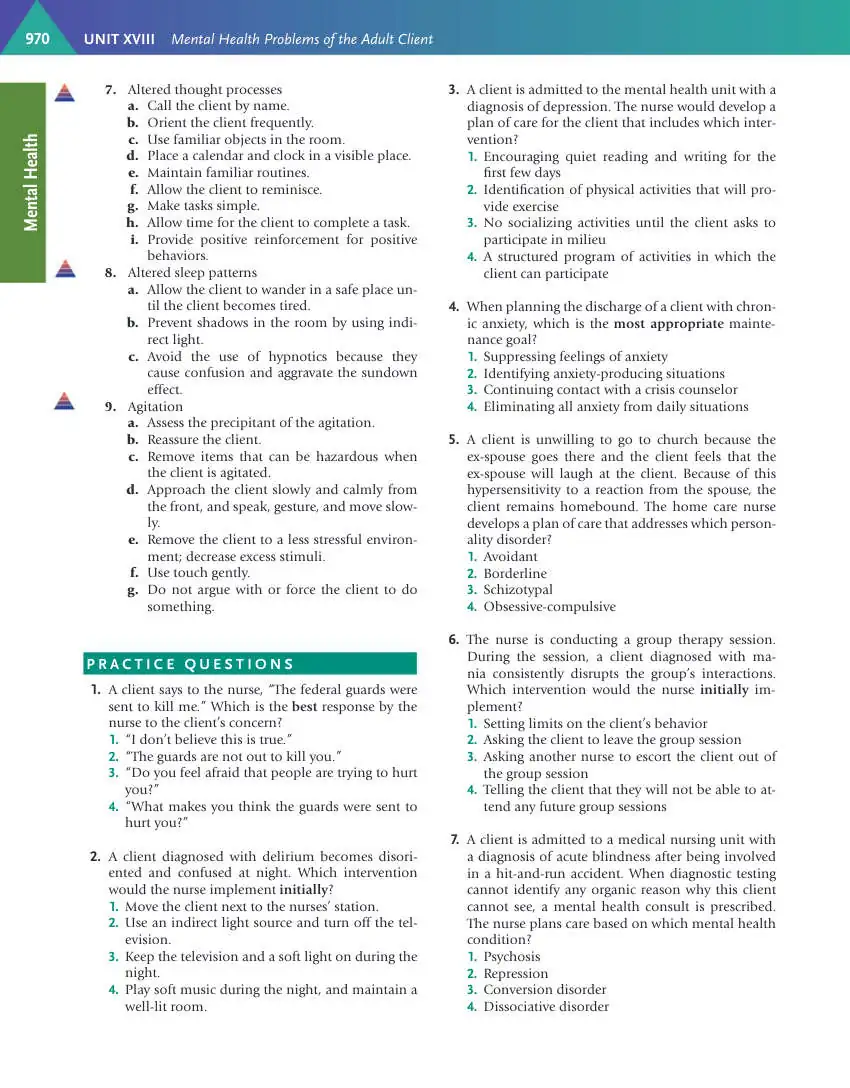 970 UNIT XVIII Mental Health Problems of the Adult Client
Mental Health
7. Altered thought processes
a. Call the client by name.
b. Orient the client frequently.
c. Use familiar objects in the room.
d. Place a calendar and clock in a visible place.
e. Maintain familiar routines.
f. Allow the client to reminisce.
g. Make tasks simple.
h. Allow time for the client to complete a task.
i. Provide positive reinforcement for positive
behaviors.
8. Altered sleep patterns
a. Allow the client to wander in a safe place un-
til the client becomes tired.
b. Prevent shadows in the room by using indi-
rect light.
c. Avoid the use of hypnotics because they
cause confusion and aggravate the sundown
effect.
9. Agitation
a. Assess the precipitant of the agitation.
b. Reassure the client.
c. Remove items that can be hazardous when
the client is agitated.
d. Approach the client slowly and calmly from
the front, and speak, gesture, and move slow-
ly.
e. Remove the client to a less stressful environ-
ment; decrease excess stimuli.
f. Use touch gently.
g. Do not argue with or force the client to do
something.
PRACTICE QUESTIONS
1. A client says to the nurse, “The federal guards were
sent to kill me.” Which is the best response by the
nurse to the client’s concern?
1. “I don’t believe this is true.”
2. “The guards are not out to kill you.”
3. “Do you feel afraid that people are trying to hurt
you?”
4. “What makes you think the guards were sent to
hurt you?”
2. A client diagnosed with delirium becomes disori-
ented and confused at night. Which intervention
would the nurse implement initially?
1. Move the client next to the nurses’ station.
2. Use an indirect light source and turn off the tel-
evision.
3. Keep the television and a soft light on during the
night.
4. Play soft music during the night, and maintain a
well-lit room.
3. A client is admitted to the mental health unit with a
diagnosis of depression. The nurse would develop a
plan of care for the client that includes which inter-
vention?
1. Encouraging quiet reading and writing for the
first few days
2. Identification of physical activities that will pro-
vide exercise
3. No socializing activities until the client asks to
participate in milieu
4. A structured program of activities in which the
client can participate
4. When planning the discharge of a client with chron-
ic anxiety, which is the most appropriate mainte-
nance goal?
1. Suppressing feelings of anxiety
2. Identifying anxiety-producing situations
3. Continuing contact with a crisis counselor
4. Eliminating all anxiety from daily situations
5. A client is unwilling to go to church because the
ex-spouse goes there and the client feels that the
ex-spouse will laugh at the client. Because of this
hypersensitivity to a reaction from the spouse, the
client remains homebound. The home care nurse
develops a plan of care that addresses which person-
ality disorder?
1. Avoidant
2. Borderline
3. Schizotypal
4. Obsessive-compulsive
6. The nurse is conducting a group therapy session.
During the session, a client diagnosed with ma-
nia consistently disrupts the group’s interactions.
Which intervention would the nurse initially im-
plement?
1. Setting limits on the client’s behavior
2. Asking the client to leave the group session
3. Asking another nurse to escort the client out of
the group session
4. Telling the client that they will not be able to at-
tend any future group sessions
7. A client is admitted to a medical nursing unit with
a diagnosis of acute blindness after being involved
in a hit-and-run accident. When diagnostic testing
cannot identify any organic reason why this client
cannot see, a mental health consult is prescribed.
The nurse plans care based on which mental health
condition?
1. Psychosis
2. Repression
3. Conversion disorder
4. Dissociative disorder